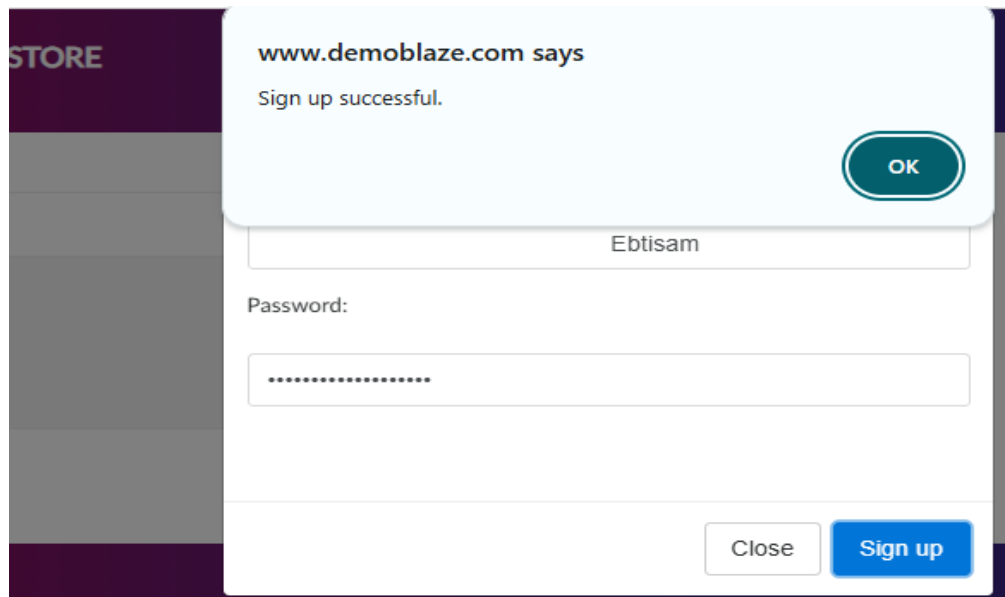 STORE
www.demoblaze.com says
Sign up successful.
OK
Ebtisam
Password:
•••••••••••••••••••
Close
Sign up